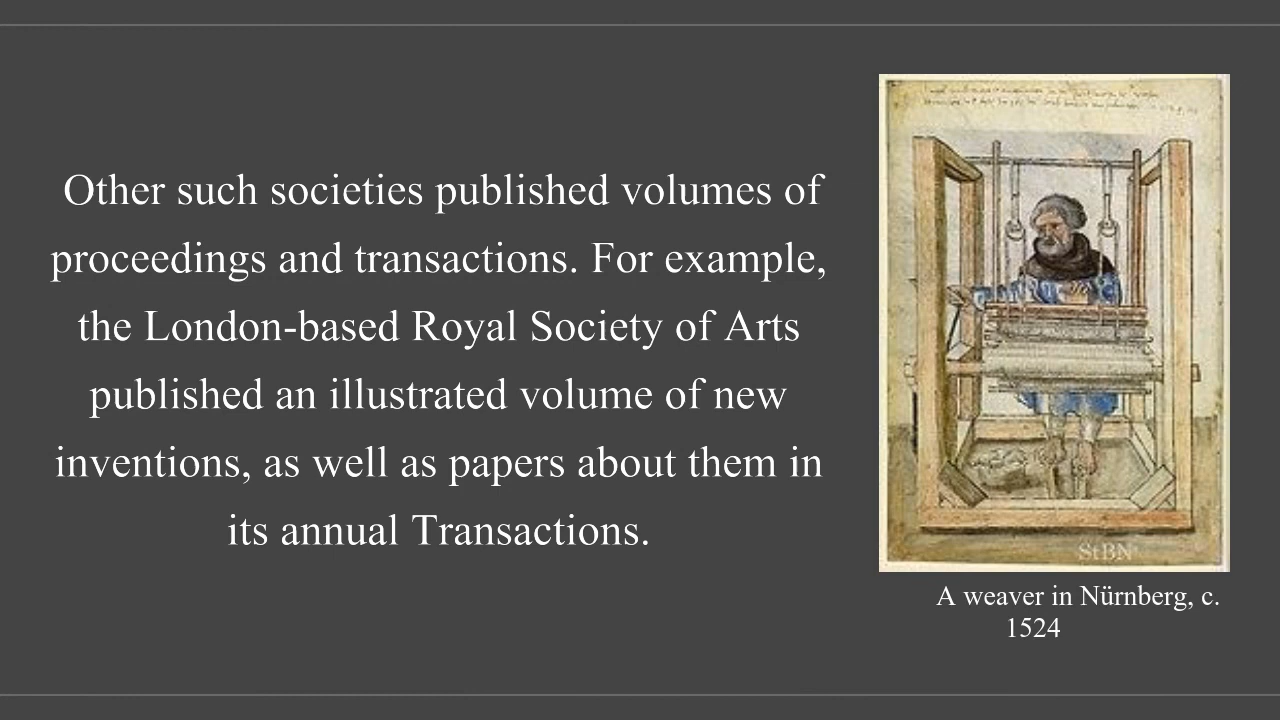 Other such societies published volumes of
proceedings and transactions. For example,
the London-based Royal Society of Arts
published an illustrated volume of new
inventions, as well as papers about them in
its annual Transactions.
StBN
A weaver in Nürnberg, c.
1524